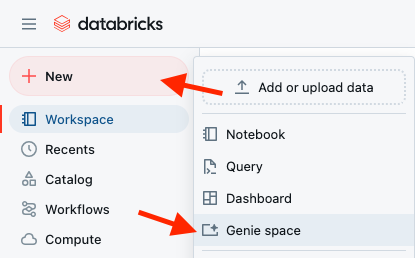 databricks
New
Add or upload data
Workspace
Notebook
Recents
Query
Catalog
Dashboard
Workflows
Genie space
Compute